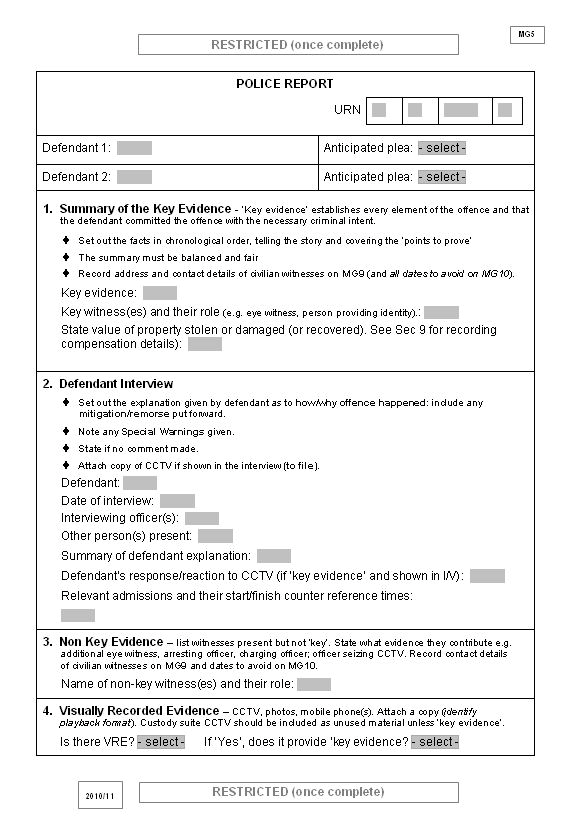 MG5
RESTRICTED (once complete)
POLICE REPORT
URN
Defendant 1:
Anticipated plea: - select -
Defendant 2:
Anticipated plea: - select -
1. Summary of the Key Evidence - 'Key evidence' establishes every element of the offence and that
the defendant committed the offence with the necessary criminal intent.
♦ Set out the facts in chronological order, telling the story and covering the 'points to prove'
♦ The summary must be balanced and fair
♦ Record address and contact details of civilian witnesses on MG9 (and all dates to avoid on MG10).
Key evidence:
Key witness(es) and their role (e.g. eye witness, person providing identity).:
State value of property stolen or damaged (or recovered). See Sec 9 for recording
compensation details):
2. Defendant Interview
♦ Set out the explanation given by defendant as to how/why offence happened: include any
mitigation/remorse put forward.
♦ Note any Special Warnings given.
♦ State if no comment made.
♦ Attach copy of CCTV if shown in the interview (to file).
Defendant:
Date of interview:
Interviewing officer(s):
Other person(s) present:
Summary of defendant explanation:
Defendant's response/reaction to CCTV (if 'key evidence' and shown in I/V):
Relevant admissions and their start/finish counter reference times:
3. Non Key Evidence – list witnesses present but not 'key'. State what evidence they contribute e.g.
additional eye witness, arresting officer, charging officer; officer seizing CCTV. Record contact details
of civilian witnesses on MG9 and dates to avoid on MG10.
Name of non-key witness(es) and their role:
4. Visually Recorded Evidence – CCTV, photos, mobile phone(s). Attach a copy (identify
playback format). Custody suite CCTV should be included as unused material unless 'key evidence'.
Is there VRE? - select - If 'Yes', does it provide 'key evidence? - select -
2010/11
RESTRICTED (once complete)